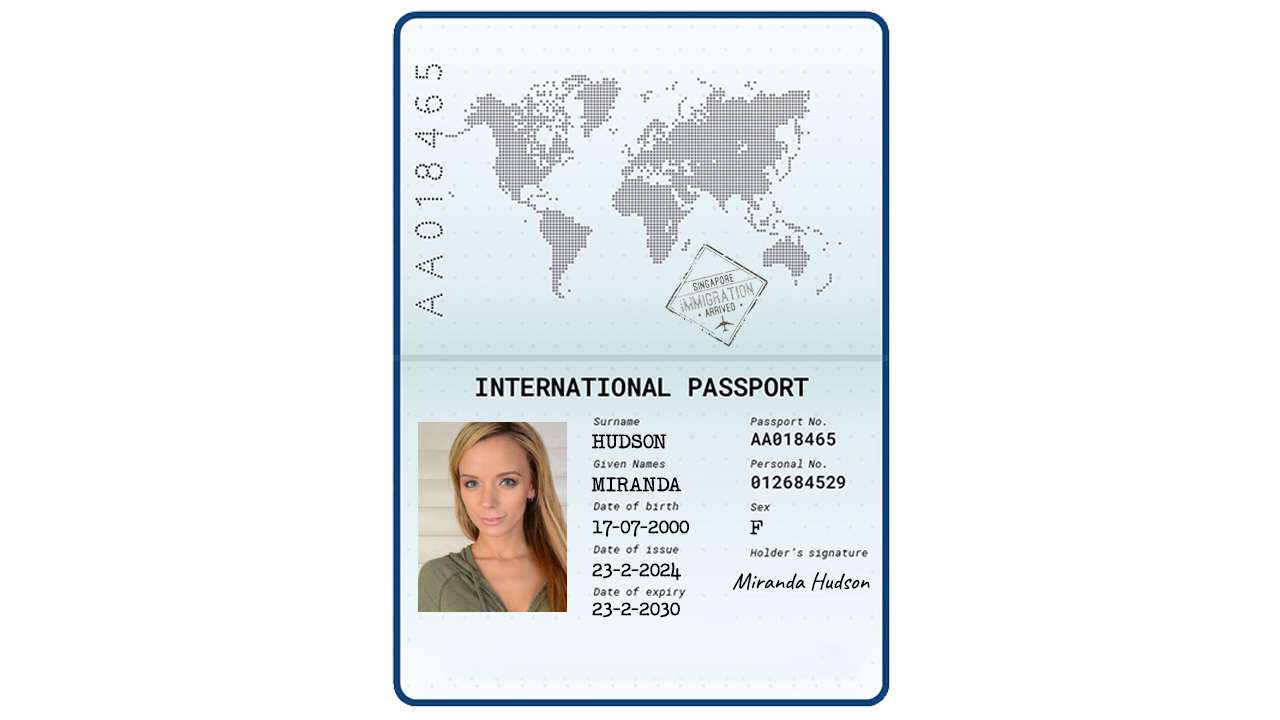 AA018465
SINGAPORE
IMMIGRATION
ARRIVED
INTERNATIONAL PASSPORT
Surname
HUDSON
Given Names
MIRANDA
Date of birth
17-07-2000
Date of issue
23-2-2024
Date of expiry
23-2-2030
Passport No.
AA018465
Personal No.
012684529
Sex
F
Holder's signature
Miranda Hudson